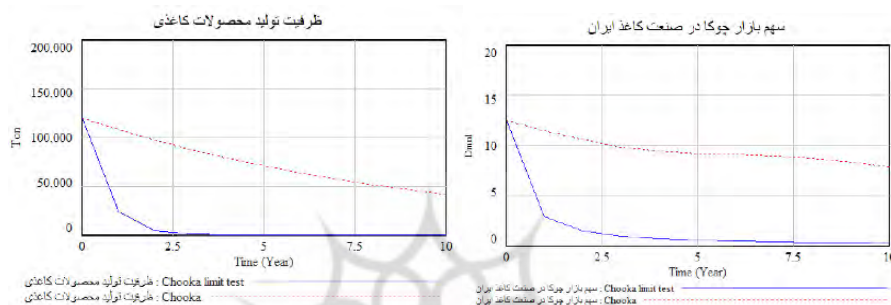 ظرفیت تولید محصولات کاغذی
200,000
150,000
Ton
100,000
50,000
0
0 2.5 5 7.5 10
Time (Year)
ظرفیت تولید محصولات کاغذی : Chooka limit test
ظرفیت تولید محصولات کاغذی : Chooka
سهم بازار چوکا در صنعت کاغذ ایران
20
15
Dmnl
10
5
0
0 2.5 5 7.5 10
Time (Year)
سهم بازار چوکا در صنعت کاغذ ایران : Chooka limit test
سهم بازار چوکا در صنعت کاغذ ایران : Chooka